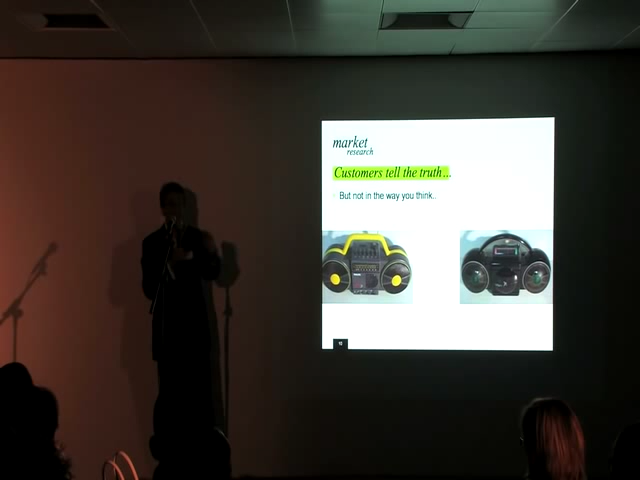 market
research
Customers tell the truth...
But not in the way you think..